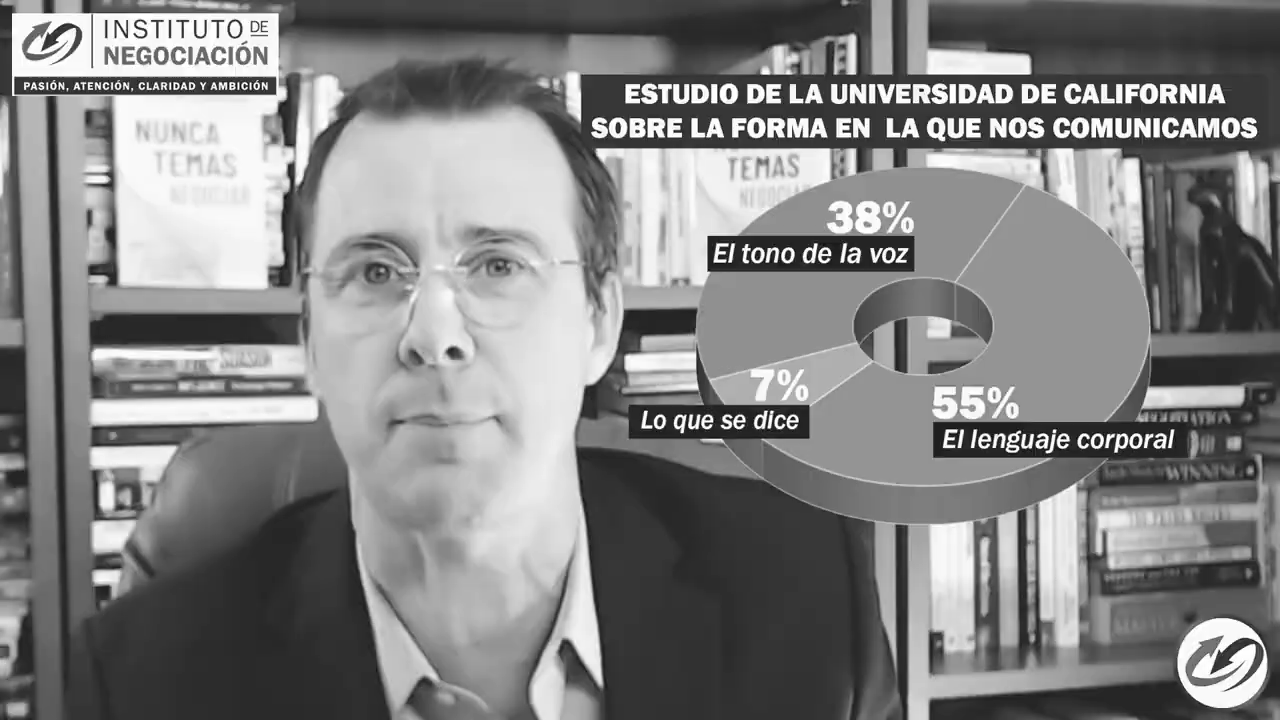 INSTITUTO DE
NEGOCIACIÓN
PASIÓN, ATENCIÓN, CLARIDAD Y AMBICIÓN
ESTUDIO DE LA UNIVERSIDAD DE CALIFORNIA
SOBRE LA FORMA EN LA QUE NOS COMUNICAMOS
NUNCA
TEMAS
NEGOCIAR
TEMAS
NEGOCIAR
38%
El tono de la voz
7%
Lo que se dice
55%
El lenguaje corporal
WINNING